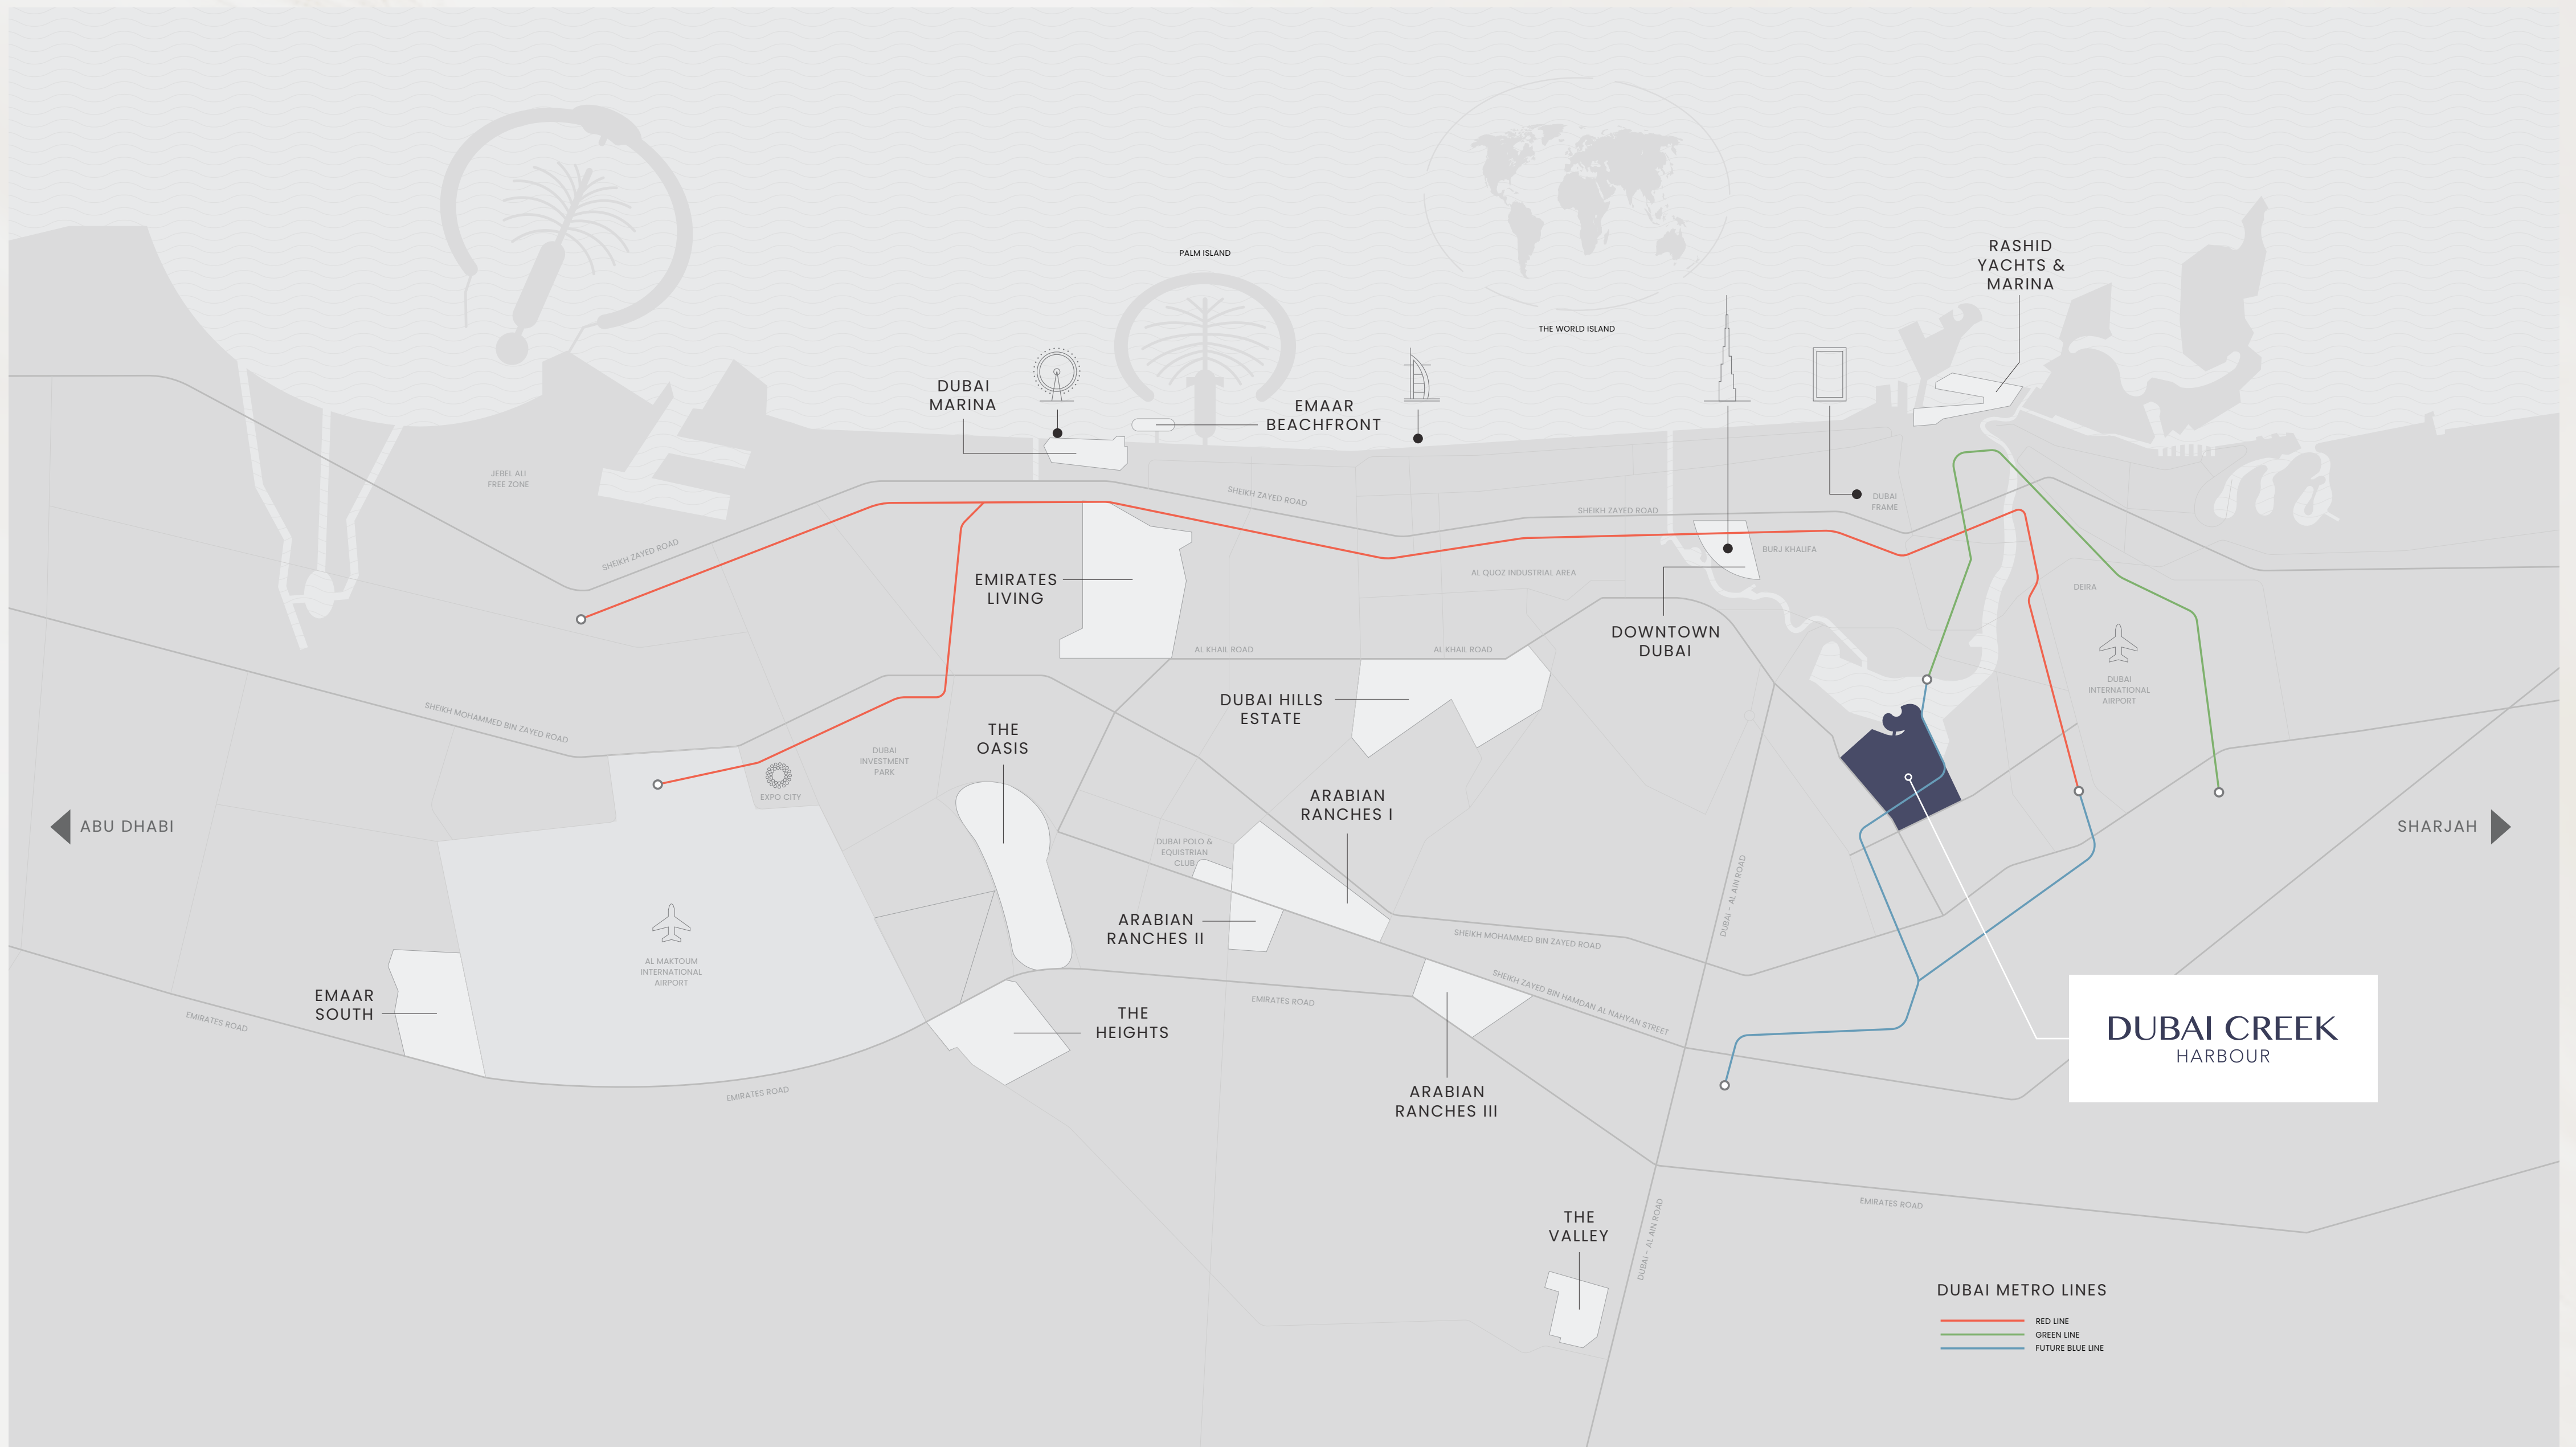 PALM ISLAND
THE WORLD ISLAND
RASHID
YACHTS &
MARINA
DUBAI
MARINA
EMAAR
BEACHFRONT
JEBEL ALI
FREE ZONE
SHEIKH ZAYED ROAD
SHEIKH ZAYED ROAD
SHEIKH ZAYED ROAD
DUBAI
FRAME
BURJ KHALIFA
AL QUOZ INDUSTRIAL AREA
EMIRATES
LIVING
DEIRA
DOWNTOWN
DUBAI
AL KHAIL ROAD
AL KHAIL ROAD
DUBAI
INTERNATIONAL
AIRPORT
DUBAI HILLS
ESTATE
SHEIKH MOHAMMED BIN ZAYED ROAD
THE
OASIS
DUBAI
INVESTMENT
PARK
EXPO CITY
ARABIAN
RANCHES I
ABU DHABI
SHARJAH
DUBAI POLO &
EQUISTRIAN
CLUB
ARABIAN
RANCHES II
DUBAI - AL AIN ROAD
SHEIKH MOHAMMED BIN ZAYED ROAD
AL MAKTOUM
INTERNATIONAL
AIRPORT
SHEIKH ZAYED BIN HAMDAN AL NAHYAN STREET
EMAAR
SOUTH
EMIRATES ROAD
EMIRATES ROAD
THE
HEIGHTS
DUBAI CREEK
HARBOUR
EMIRATES ROAD
ARABIAN
RANCHES III
EMIRATES ROAD
THE
VALLEY
DUBAI - AL AIN ROAD
DUBAI METRO LINES
RED LINE
GREEN LINE
FUTURE BLUE LINE